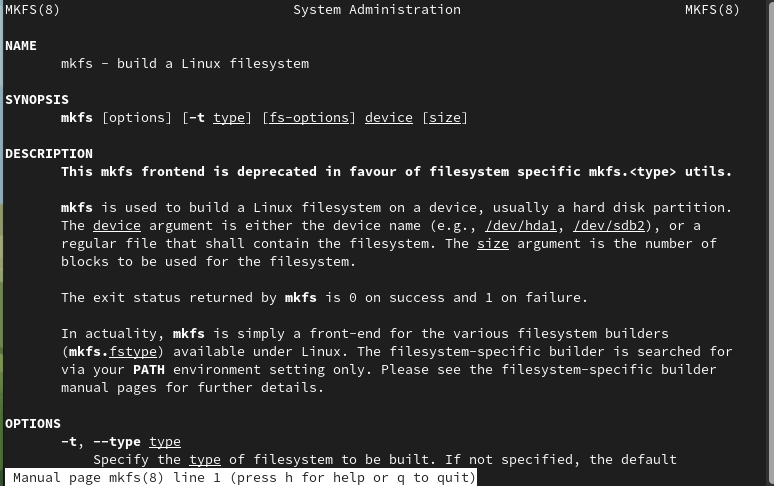 MKFS(8) System Administration MKFS(8)
NAME
mkfs - build a Linux filesystem
SYNOPSIS
mkfs [options] [-t type] [fs-options] device [size]
DESCRIPTION
This mkfs frontend is deprecated in favour of filesystem specific mkfs.<type> utils.
mkfs is used to build a Linux filesystem on a device, usually a hard disk partition.
The device argument is either the device name (e.g., /dev/hda1, /dev/sdb2), or a
regular file that shall contain the filesystem. The size argument is the number of
blocks to be used for the filesystem.
The exit status returned by mkfs is 0 on success and 1 on failure.
In actuality, mkfs is simply a front-end for the various filesystem builders
(mkfs.fstype) available under Linux. The filesystem-specific builder is searched for
via your PATH environment setting only. Please see the filesystem-specific builder
manual pages for further details.
OPTIONS
-t, --type type
Specify the type of filesystem to be built. If not specified, the default
Manual page mkfs(8) line 1 (press h for help or q to quit)